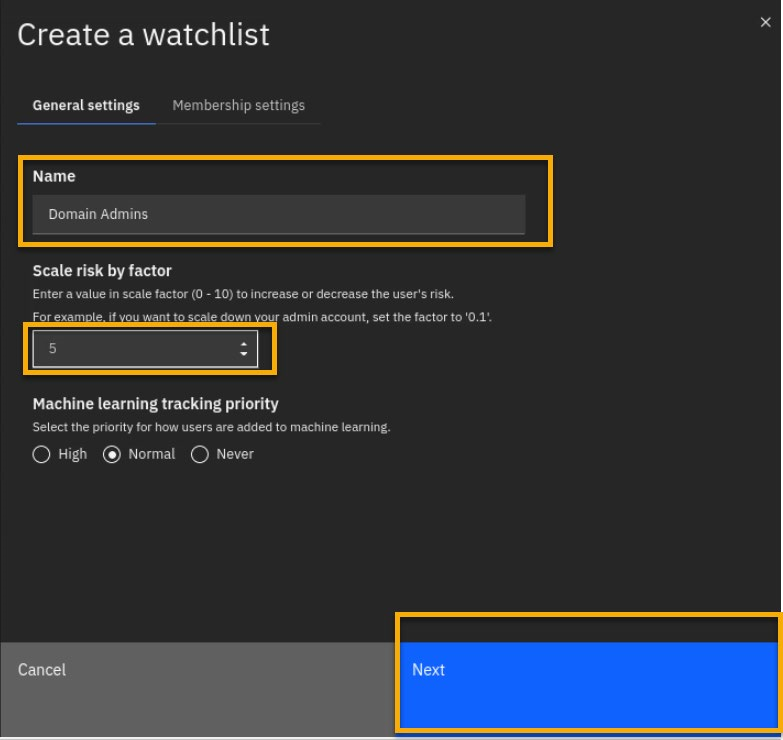 Create a watchlist
General settings Membership settings
Name
Domain Admins
Scale risk by factor
Enter a value in scale factor (0 - 10) to increase or decrease the user's risk.
For example, if you want to scale down your admin account, set the factor to '0.1'.
5
Machine learning tracking priority
Select the priority for how users are added to machine learning.
High Normal Never
Cancel Next